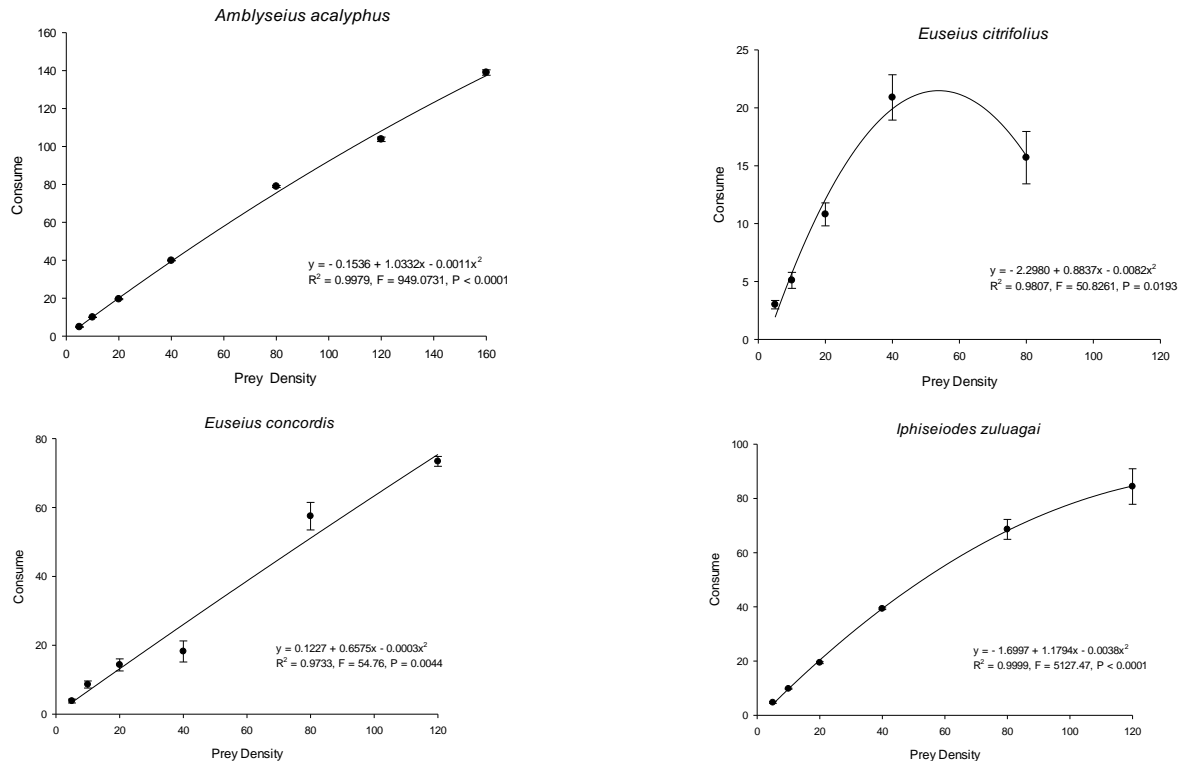 Amblyseius acalyphus
160
140
120
100
80
60
40
20
0
Consume
y = - 0.1536 + 1.0332x - 0.0011x²
R² = 0.9979, F = 949.0731, P < 0.0001
0 20 40 60 80 100 120 140 160
Prey Density
Euseius citrifolius
25
20
15
10
5
0
Consume
y = - 2.2980 + 0.8837x - 0.0082x²
R² = 0.9807, F = 50.8261, P = 0.0193
0 20 40 60 80 100 120
Prey Density
Euseius concordis
80
60
40
20
0
Consume
y = 0.1227 + 0.6575x - 0.0003x²
R² = 0.9733, F = 54.76, P = 0.0044
0 20 40 60 80 100 120
Prey Density
Iphiseiodes zuluagai
100
80
60
40
20
0
Consume
y = - 1.6997 + 1.1794x - 0.0038x²
R² = 0.9999, F = 5127.47, P < 0.0001
0 20 40 60 80 100 120
Prey Density